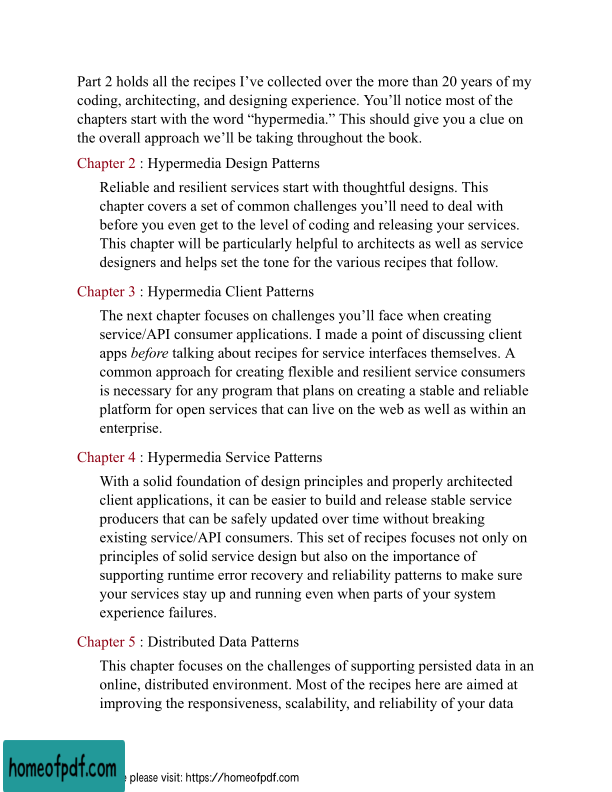 Part 2 holds all the recipes I’ve collected over the more than 20 years of my
coding, architecting, and designing experience. You’ll notice most of the
chapters start with the word “hypermedia.” This should give you a clue on
the overall approach we’ll be taking throughout the book.
Chapter 2 : Hypermedia Design Patterns
Reliable and resilient services start with thoughtful designs. This
chapter covers a set of common challenges you’ll need to deal with
before you even get to the level of coding and releasing your services.
This chapter will be particularly helpful to architects as well as service
designers and helps set the tone for the various recipes that follow.
Chapter 3 : Hypermedia Client Patterns
The next chapter focuses on challenges you’ll face when creating
service/API consumer applications. I made a point of discussing client
apps before talking about recipes for service interfaces themselves. A
common approach for creating flexible and resilient service consumers
is necessary for any program that plans on creating a stable and reliable
platform for open services that can live on the web as well as within an
enterprise.
Chapter 4 : Hypermedia Service Patterns
With a solid foundation of design principles and properly architected
client applications, it can be easier to build and release stable service
producers that can be safely updated over time without breaking
existing service/API consumers. This set of recipes focuses not only on
principles of solid service design but also on the importance of
supporting runtime error recovery and reliability patterns to make sure
your services stay up and running even when parts of your system
experience failures.
Chapter 5 : Distributed Data Patterns
This chapter focuses on the challenges of supporting persisted data in an
online, distributed environment. Most of the recipes here are aimed at
improving the responsiveness, scalability, and reliability of your data
homeofpdf.com
please visit: https://homeofpdf.com